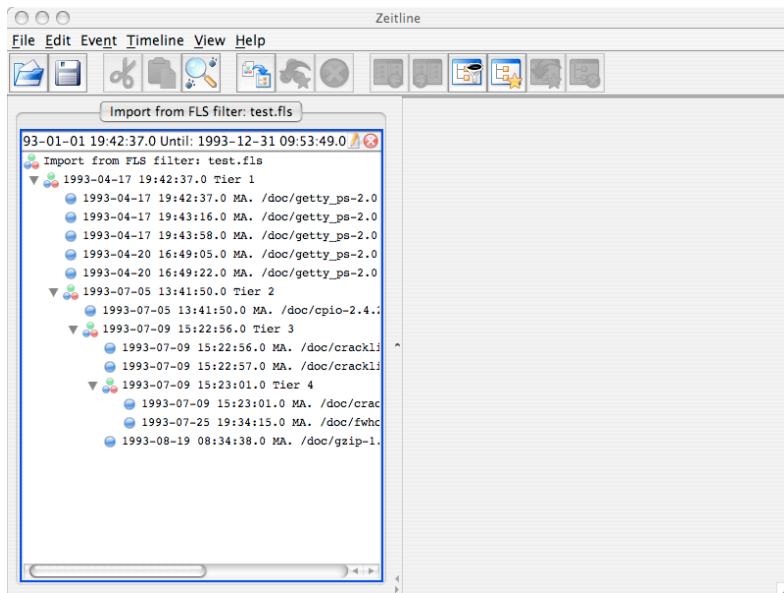 Zeitline
File Edit Event Timeline View Help
Import from FLS filter: test.fls
93-01-01 19:42:37.0 Until: 1993-12-31 09:53:49.0
Import from FLS filter: test.fls
1993-04-17 19:42:37.0 Tier 1
1993-04-17 19:42:37.0 MA. /doc/getty_ps-2.0
1993-04-17 19:43:16.0 MA. /doc/getty_ps-2.0
1993-04-17 19:43:58.0 MA. /doc/getty_ps-2.0
1993-04-20 16:49:05.0 MA. /doc/getty_ps-2.0
1993-04-20 16:49:22.0 MA. /doc/getty_ps-2.0
1993-07-05 13:41:50.0 Tier 2
1993-07-05 13:41:50.0 MA. /doc/cpio-2.4.2
1993-07-09 15:22:56.0 Tier 3
1993-07-09 15:22:56.0 MA. /doc/crackli
1993-07-09 15:22:57.0 MA. /doc/crackli
1993-07-09 15:23:01.0 Tier 4
1993-07-09 15:23:01.0 MA. /doc/crac
1993-07-25 19:34:15.0 MA. /doc/fwho
1993-08-19 08:34:38.0 MA. /doc/gzip-1.